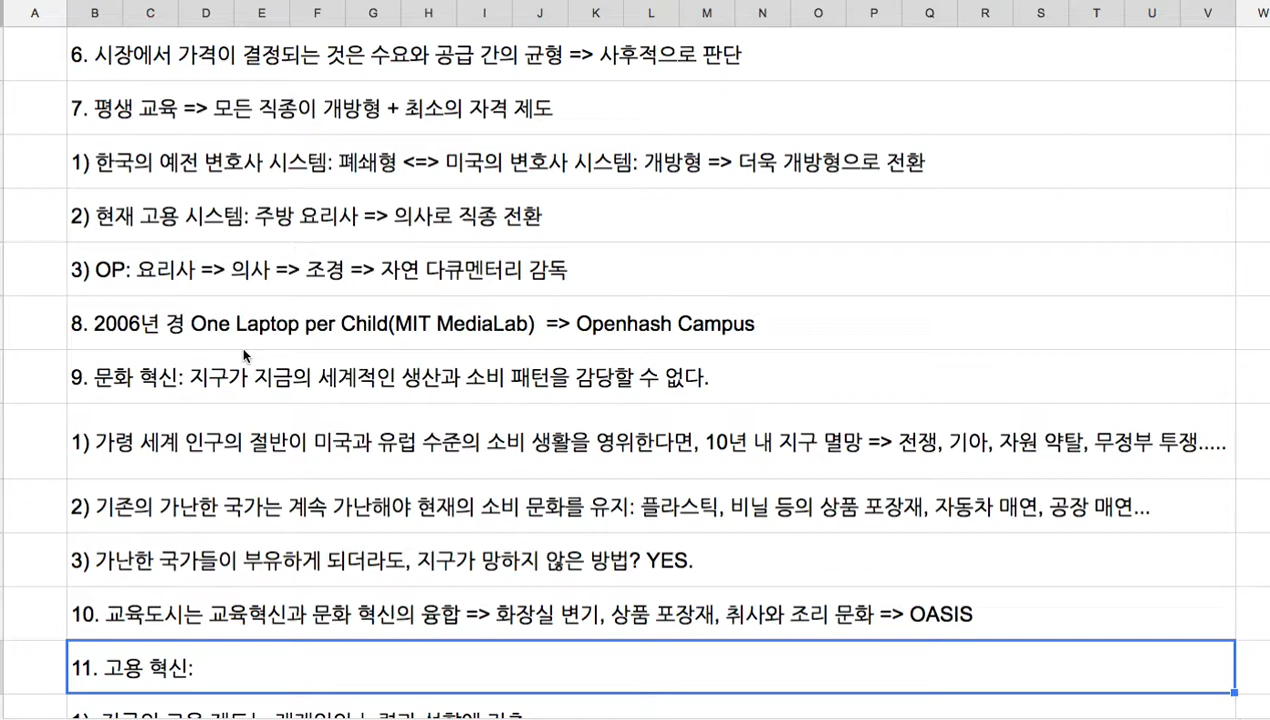 A B C D E F G H I J K L M N O P Q R S T U V W
6. 시장에서 가격이 결정되는 것은 수요와 공급 간의 균형 => 사후적으로 판단
7. 평생 교육 => 모든 직종이 개방형 + 최소의 자격 제도
1) 한국의 예전 변호사 시스템: 폐쇄형 <=> 미국의 변호사 시스템: 개방형 => 더욱 개방형으로 전환
2) 현재 고용 시스템: 주방 요리사 => 의사로 직종 전환
3) OP: 요리사 => 의사 => 조경 => 자연 다큐멘터리 감독
8. 2006년 경 One Laptop per Child(MIT MediaLab) => Openhash Campus
9. 문화 혁신: 지구가 지금의 세계적인 생산과 소비 패턴을 감당할 수 없다.
1) 가령 세계 인구의 절반이 미국과 유럽 수준의 소비 생활을 영위한다면, 10년 내 지구 멸망 => 전쟁, 기아, 자원 약탈, 무정부 투쟁.....
2) 기존의 가난한 국가는 계속 가난해야 현재의 소비 문화를 유지: 플라스틱, 비닐 등의 상품 포장재, 자동차 매연, 공장 매연...
3) 가난한 국가들이 부유하게 되더라도, 지구가 망하지 않은 방법? YES.
10. 교육도시는 교육혁신과 문화 혁신의 융합 => 화장실 변기, 상품 포장재, 취사와 조리 문화 => OASIS
11. 고용 혁신: